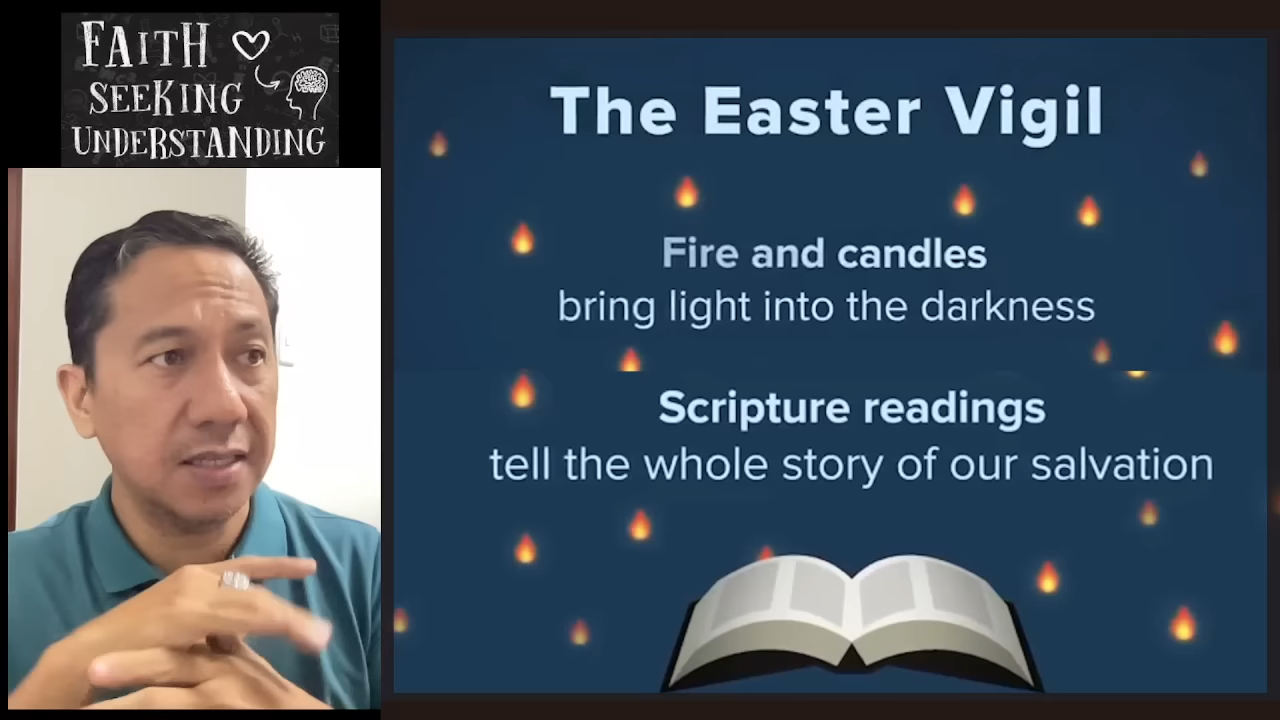 FAITH
SEEKING
UNDERSTANDING
The Easter Vigil
Fire and candles
bring light into the darkness
Scripture readings
tell the whole story of our salvation